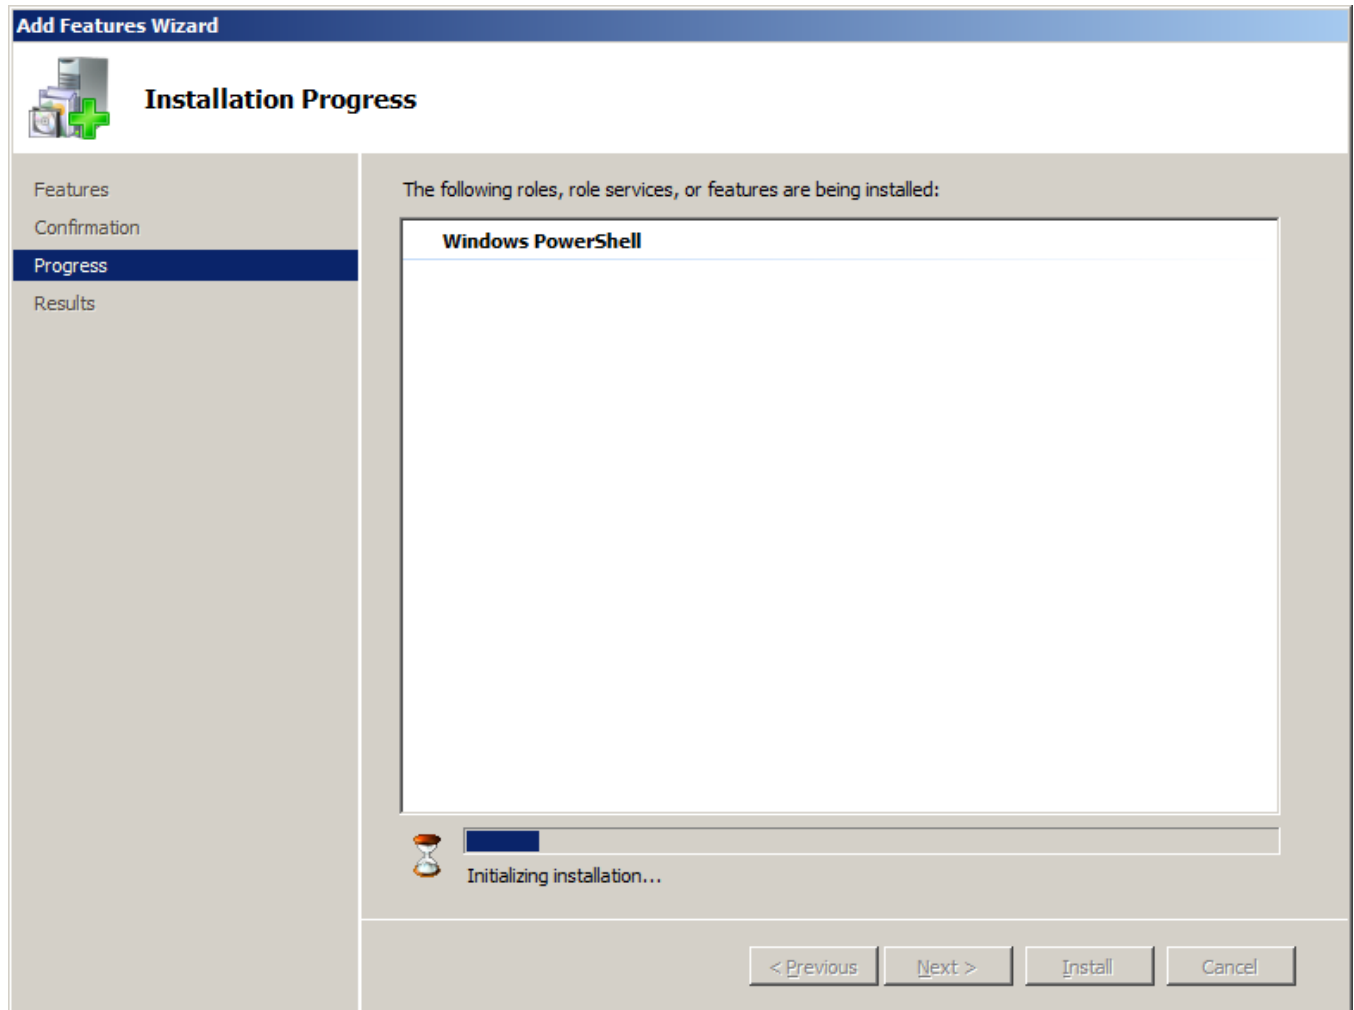 Add Features Wizard
Installation Progress
Features
Confirmation
Progress
Results
The following roles, role services, or features are being installed:
Windows PowerShell
Initializing installation...
< Previous
Next >
Install
Cancel